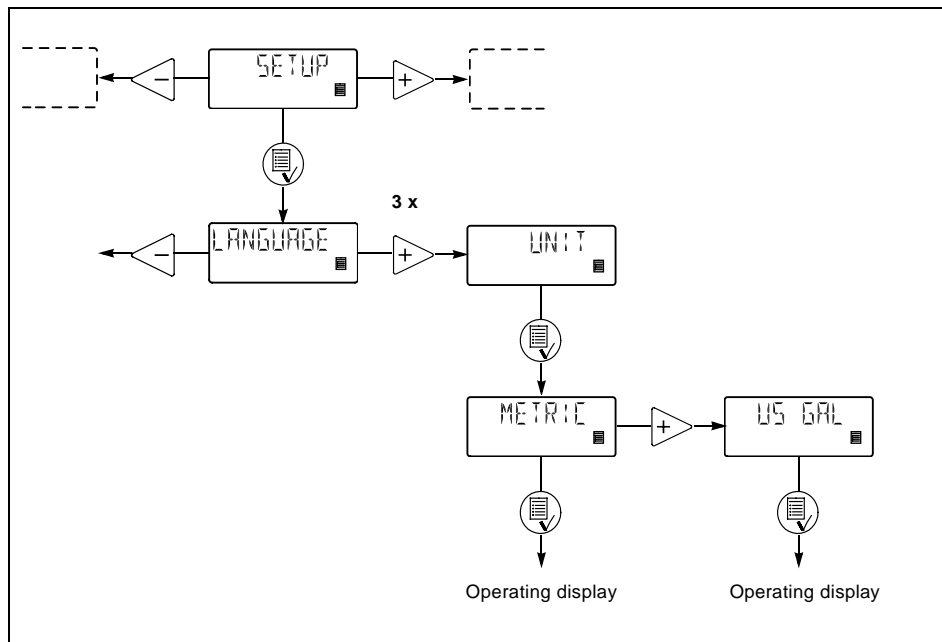 SETUP
−
+
3 x
LANGUAGE
−
+
UNIT
METRIC
+
US GAL
Operating display
Operating display